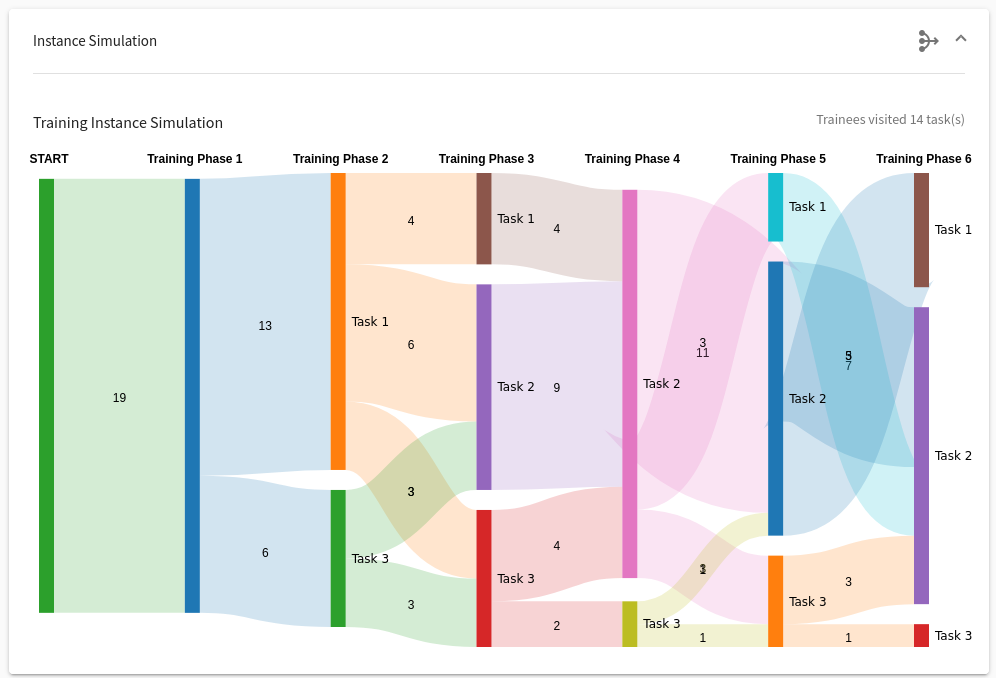 Instance Simulation
Training Instance Simulation
Trainees visited 14 task(s)
START Training Phase 1 Training Phase 2 Training Phase 3 Training Phase 4 Training Phase 5 Training Phase 6
Task 1
4
Task 1
4
Task 1
Task 1
13
Task 1
6
3
11
7
19
Task 2
9
Task 2
Task 2
Task 2
3
6
Task 3
4
Task 3
3
Task 3
3
2
Task 3
1
1
Task 3